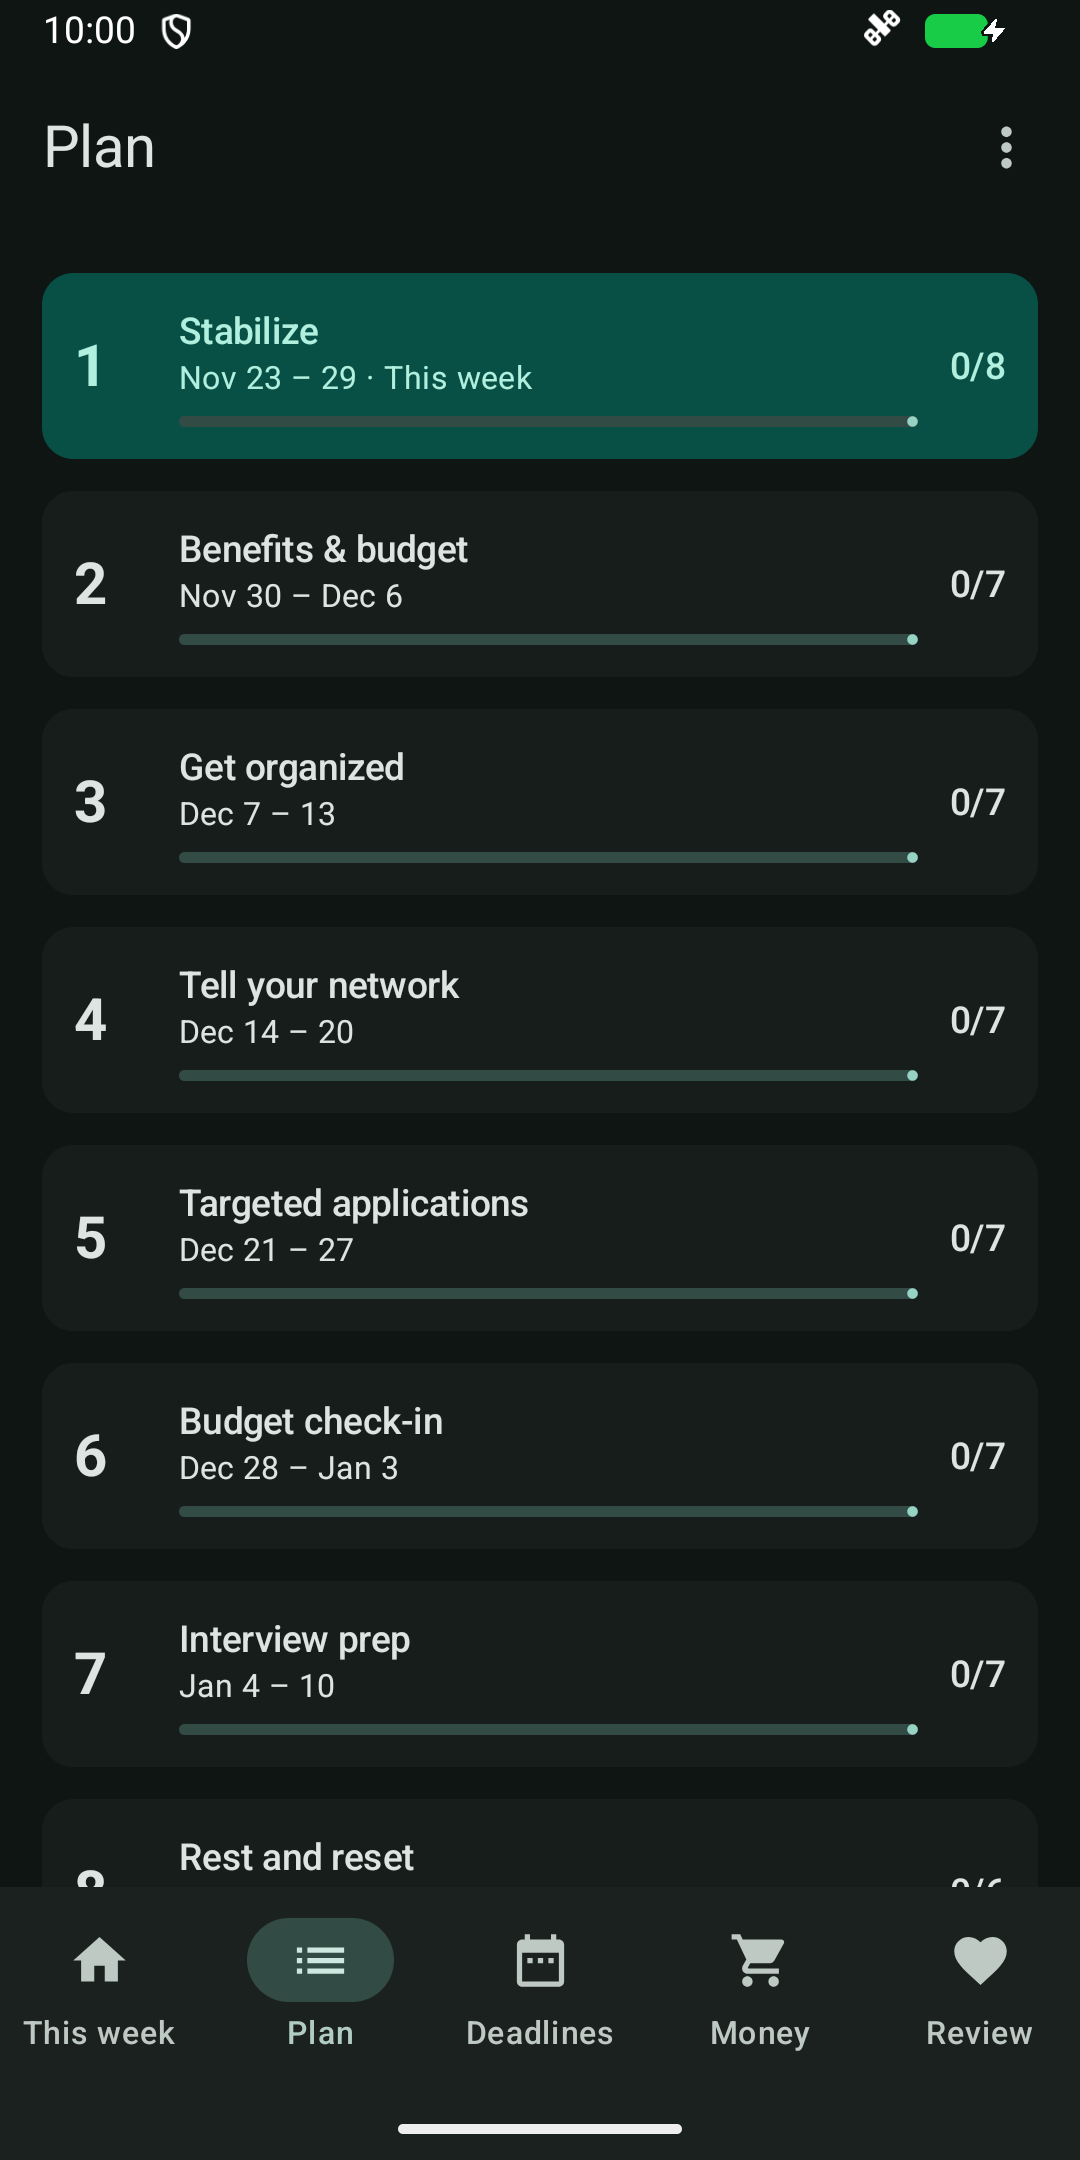 10:00
Plan
1
Stabilize
Nov 23 – 29 · This week
0/8
2
Benefits & budget
Nov 30 – Dec 6
0/7
3
Get organized
Dec 7 – 13
0/7
4
Tell your network
Dec 14 – 20
0/7
5
Targeted applications
Dec 21 – 27
0/7
6
Budget check-in
Dec 28 – Jan 3
0/7
7
Interview prep
Jan 4 – 10
0/7
Rest and reset
This week
Plan
Deadlines
Money
Review